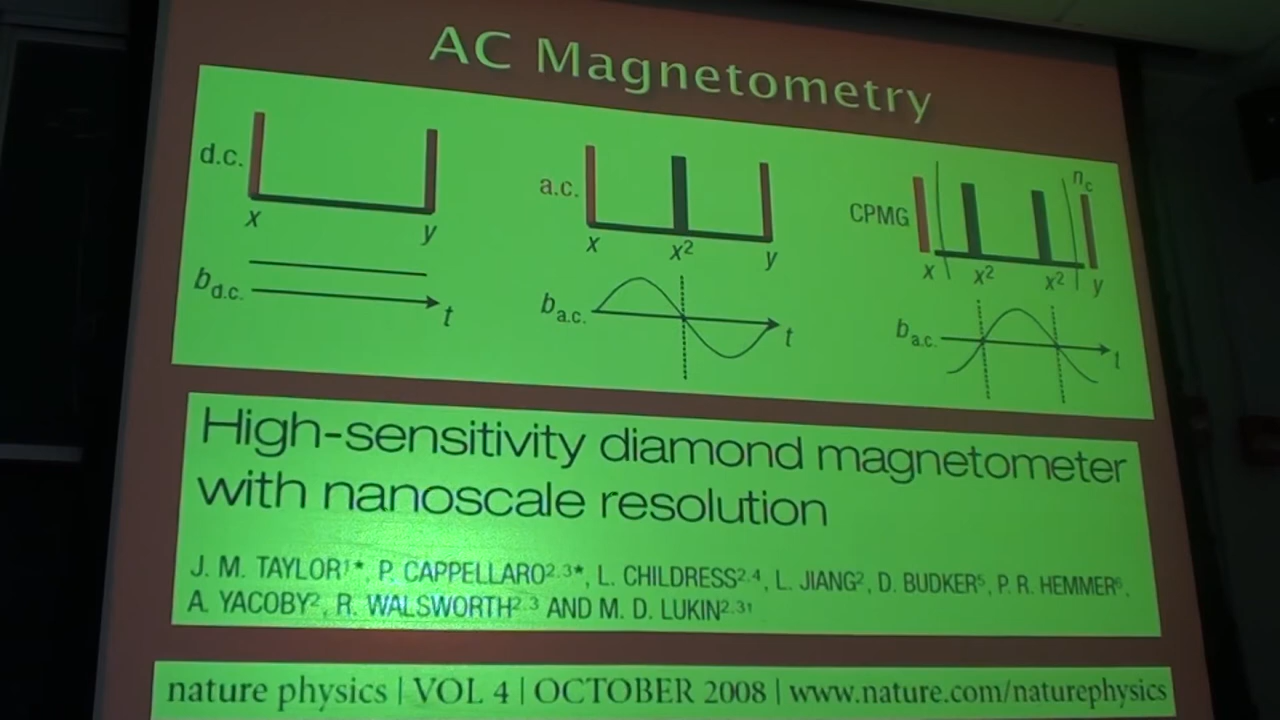 AC Magnetometry
d.c.
x
y
b d.c.
t
a.c.
x
x²
y
b a.c.
t
CPMG
n c
x
x²
x²
y
b a.c.
t
High-sensitivity diamond magnetometer
with nanoscale resolution
J. M. TAYLOR¹*, P. CAPPELLARO²,³*, L. CHILDRESS²,⁴, L. JIANG², D. BUDKER⁵, P. R. HEMMER⁶,
A. YACOBY², R. WALSWORTH²,³ AND M. D. LUKIN²,³†
nature physics | VOL 4 | OCTOBER 2008 | www.nature.com/naturephysics